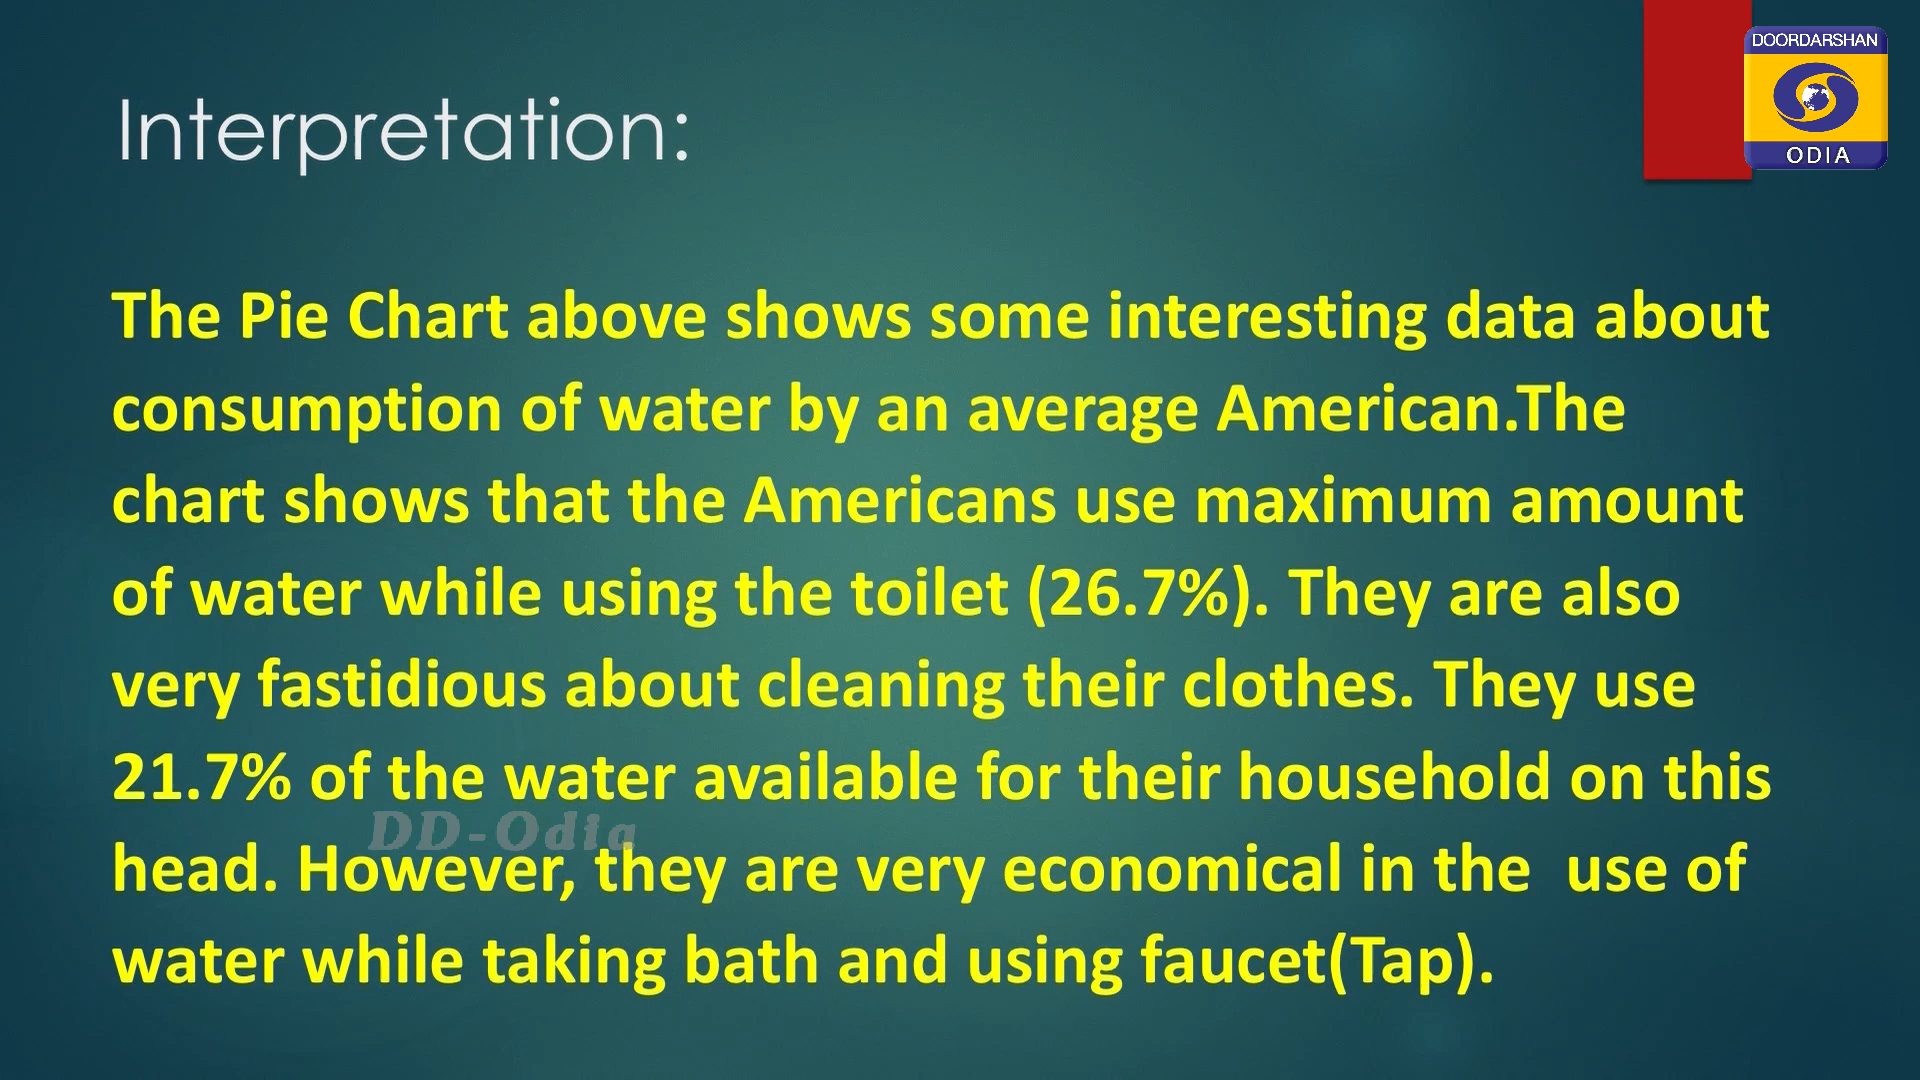 DOORDARSHAN
ODIA
Interpretation:
The Pie Chart above shows some interesting data about
consumption of water by an average American.The
chart shows that the Americans use maximum amount
of water while using the toilet (26.7%). They are also
very fastidious about cleaning their clothes. They use
21.7% of the water available for their household on this
DD-Odia
head. However, they are very economical in the  use of
water while taking bath and using faucet(Tap).